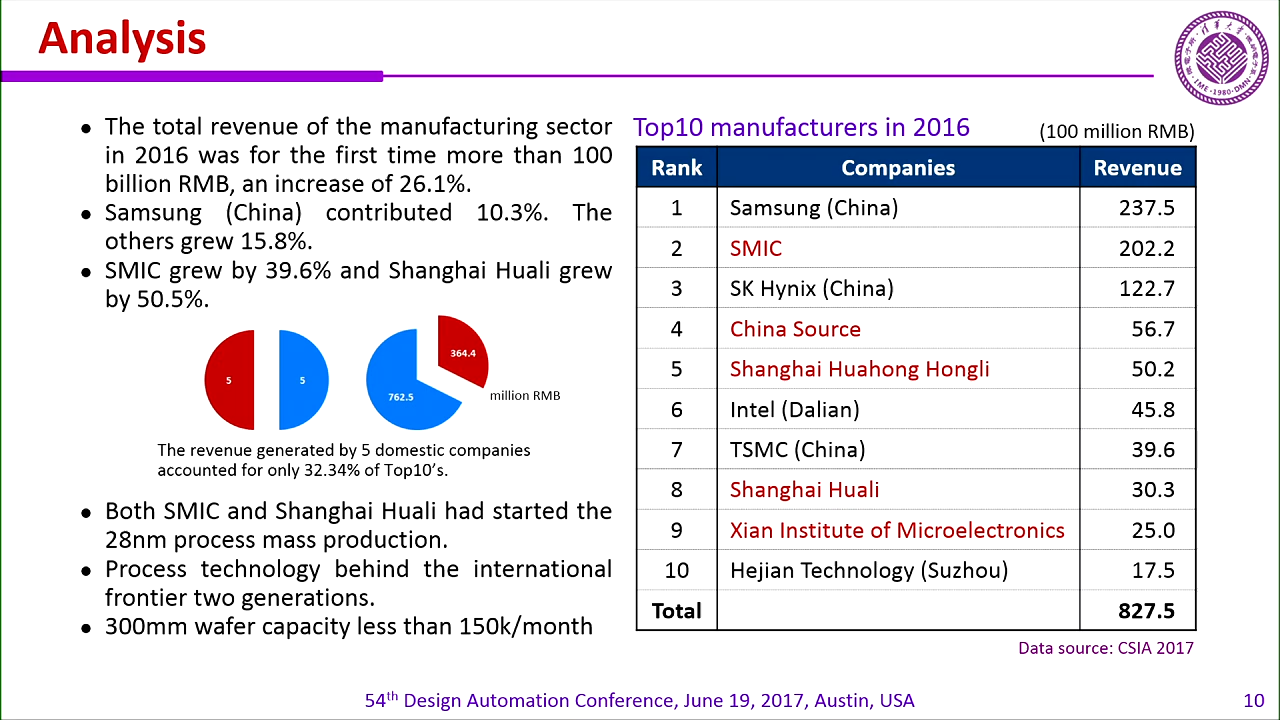 Analysis
● The total revenue of the manufacturing sector
in 2016 was for the first time more than 100
billion RMB, an increase of 26.1%.
● Samsung (China) contributed 10.3%. The
others grew 15.8%.
● SMIC grew by 39.6% and Shanghai Huali grew
by 50.5%.
5
5
364.4
762.5
million RMB
The revenue generated by 5 domestic companies
accounted for only 32.34% of Top10’s.
● Both SMIC and Shanghai Huali had started the
28nm process mass production.
● Process technology behind the international
frontier two generations.
● 300mm wafer capacity less than 150k/month
Top10 manufacturers in 2016 (100 million RMB)
Rank Companies Revenue
1 Samsung (China) 237.5
2 SMIC 202.2
3 SK Hynix (China) 122.7
4 China Source 56.7
5 Shanghai Huahong Hongli 50.2
6 Intel (Dalian) 45.8
7 TSMC (China) 39.6
8 Shanghai Huali 30.3
9 Xian Institute of Microelectronics 25.0
10 Hejian Technology (Suzhou) 17.5
Total 827.5
Data source: CSIA 2017
54th Design Automation Conference, June 19, 2017, Austin, USA
10
·IME·1980·DMN·